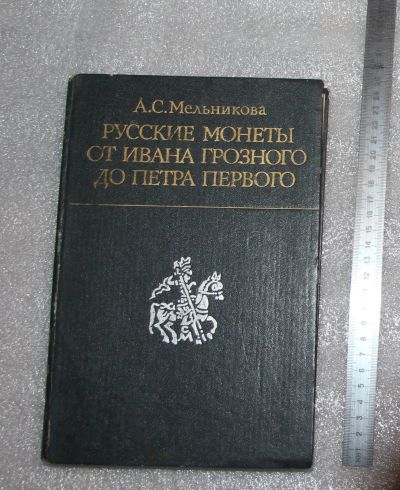 А.С.Мельникова
РУССКИЕ МОНЕТЫ
ОТ ИВАНА ГРОЗНОГО
ДО ПЕТРА ПЕРВОГО